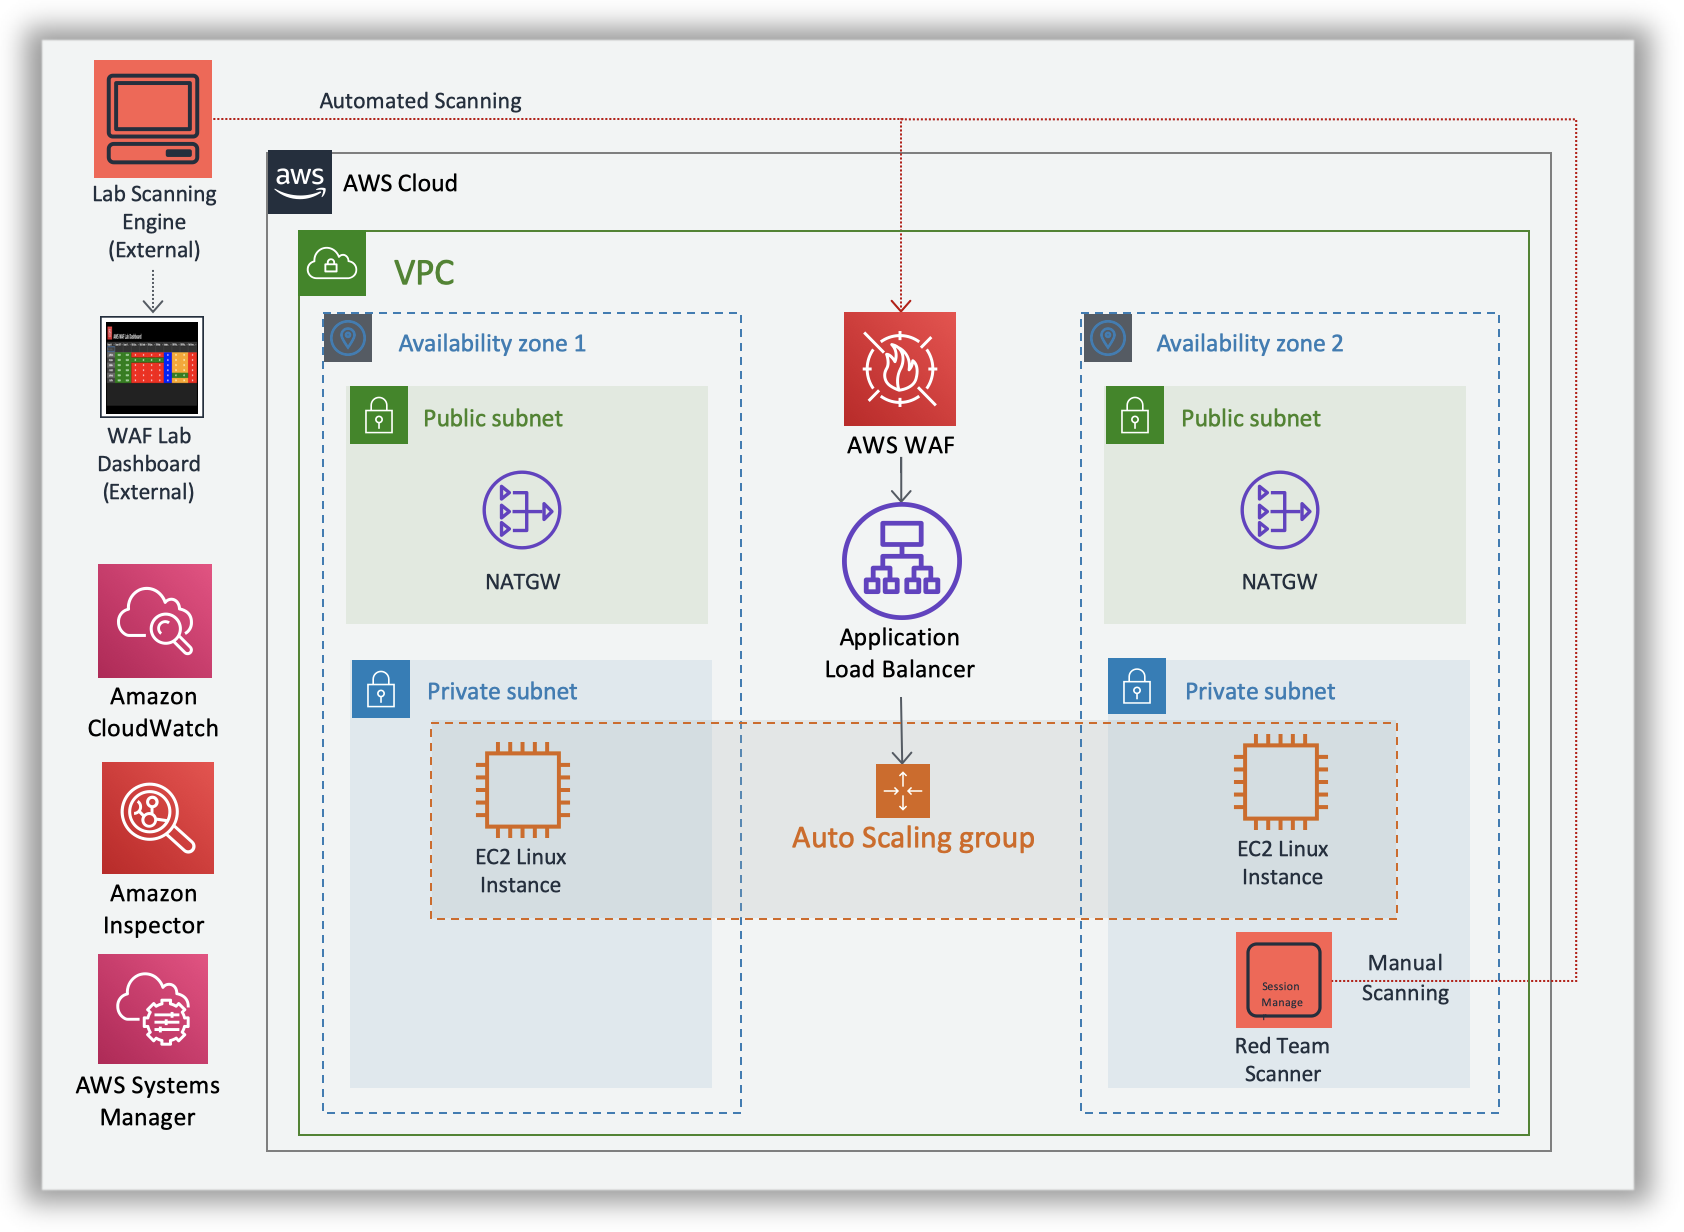 Automated Scanning
Lab Scanning
Engine
(External)
aws
AWS Cloud
VPC
WAF Lab
Dashboard
(External)
Availability zone 1
Public subnet
NATGW
Private subnet
EC2 Linux
Instance
AWS WAF
Application
Load Balancer
Auto Scaling group
Availability zone 2
Public subnet
NATGW
Private subnet
EC2 Linux
Instance
Session
Manage
r
Manual
Scanning
Red Team
Scanner
Amazon
CloudWatch
Amazon
Inspector
AWS Systems
Manager